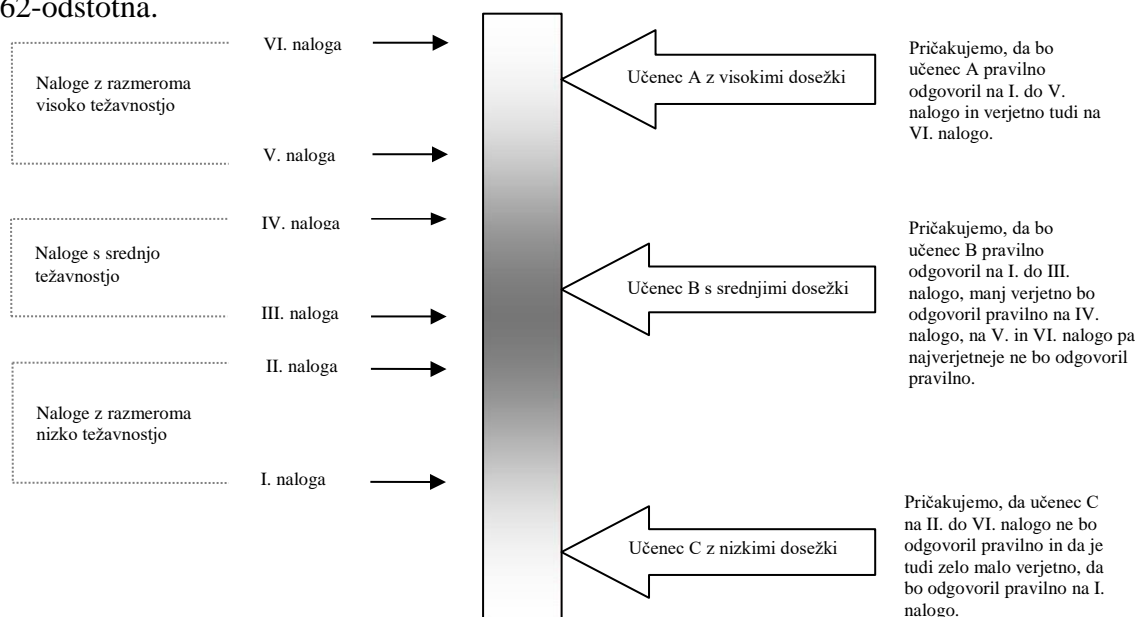 62-odstotna.
VI. naloga
Naloge z razmeroma
visoko težavnostjo
V. naloga
IV. naloga
Naloge s srednjo
težavnostjo
III. naloga
II. naloga
Naloge z razmeroma
nizko težavnostjo
I. naloga
Učenec A z visokimi dosežki
Pričakujemo, da bo
učenec A pravilno
odgovoril na I. do V.
nalogo in verjetno tudi na
VI. nalogo.
Učenec B s srednjimi dosežki
Pričakujemo, da bo
učenec B pravilno
odgovoril na I. do III.
nalogo, manj verjetno bo
odgovoril pravilno na IV.
nalogo, na V. in VI. nalogo pa
najverjetneje ne bo odgovoril
pravilno.
Učenec C z nizkimi dosežki
Pričakujemo, da učenec C
na II. do VI. nalogo ne bo
odgovoril pravilno in da je
tudi zelo malo verjetno, da
bo odgovoril pravilno na I.
nalogo.